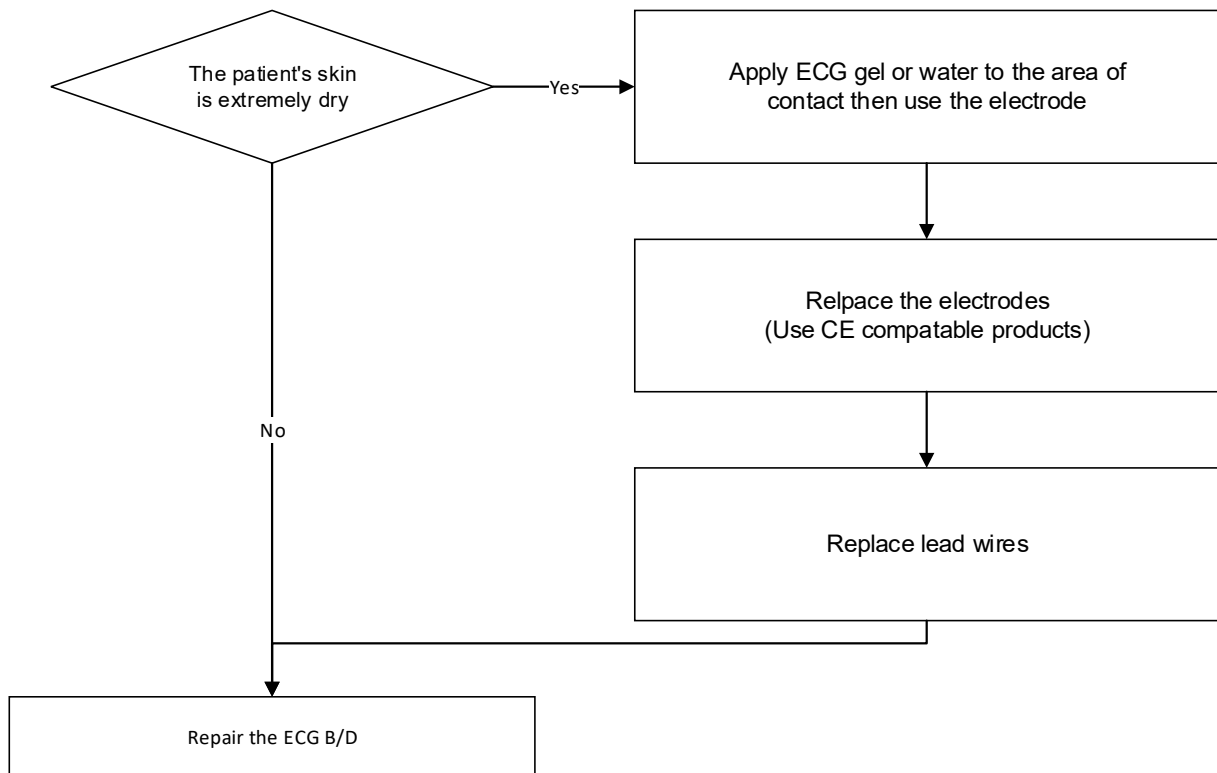 The patient's skin
is extremely dry
Yes
Apply ECG gel or water to the area of
contact then use the electrode
Relpace the electrodes
(Use CE compatable products)
No
Replace lead wires
Repair the ECG B/D